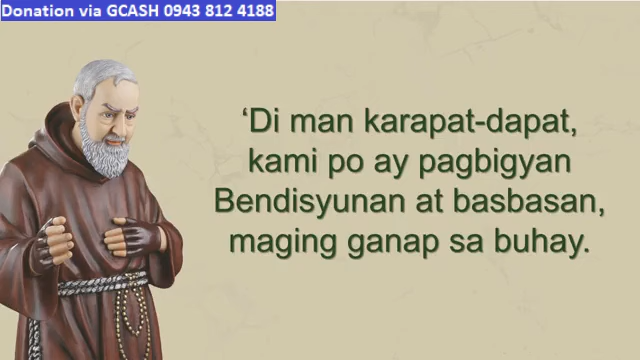 Donation via GCASH 0943 812 4188
‘Di man karapat-dapat,
kami po ay pagbigyan
Bendisyunan at basbasan,
maging ganap sa buhay.